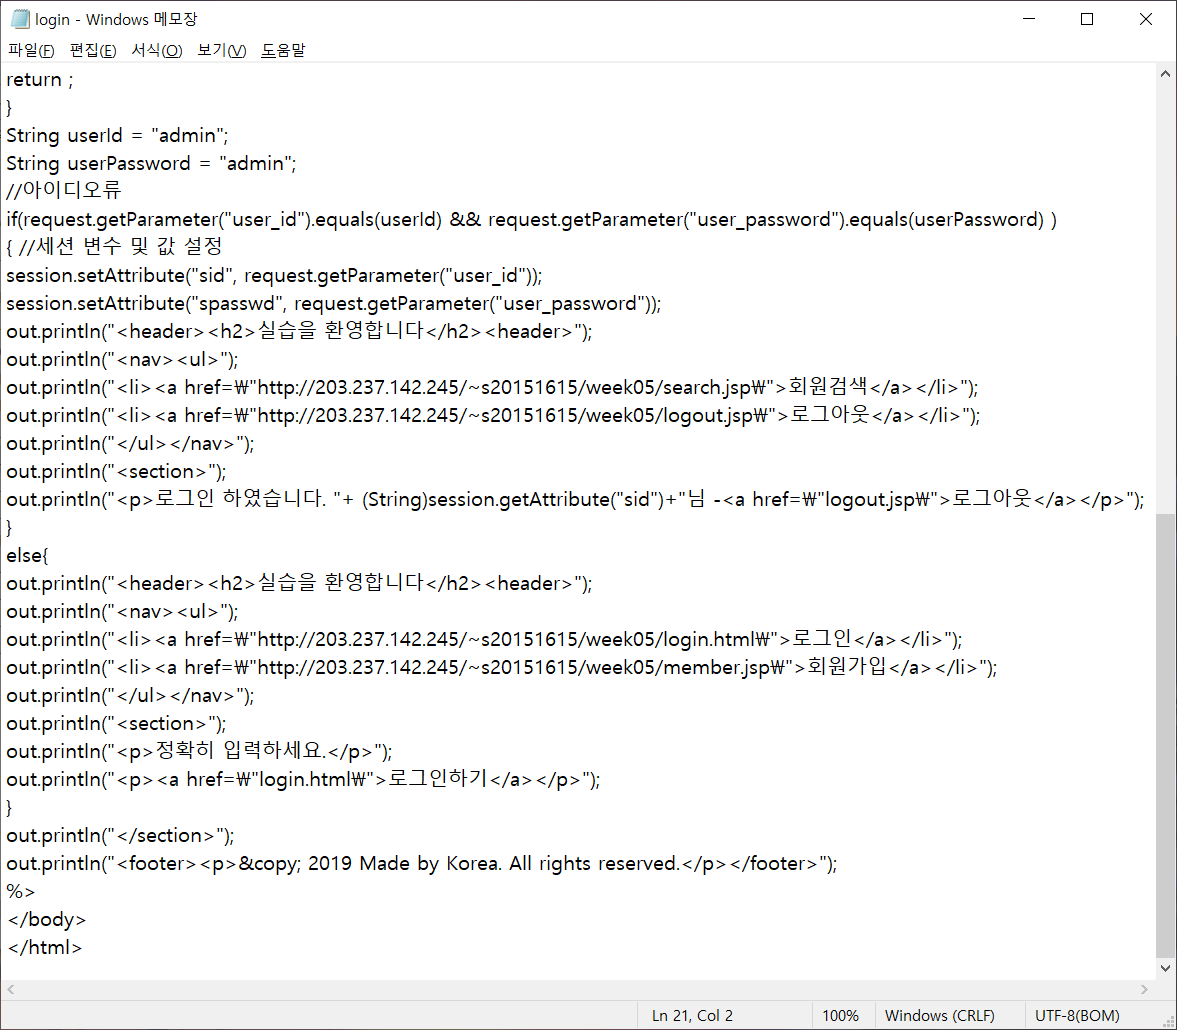 login - Windows 메모장
파일(F) 편집(E) 서식(O) 보기(V) 도움말
return ;
}
String userId = "admin";
String userPassword = "admin";
//아이디오류
if(request.getParameter("user_id").equals(userId) && request.getParameter("user_password").equals(userPassword) )
{ //세션 변수 및 값 설정
session.setAttribute("sid", request.getParameter("user_id"));
session.setAttribute("spasswd", request.getParameter("user_password"));
out.println("<header><h2>실습을 환영합니다</h2><header>");
out.println("<nav><ul>");
out.println("<li><a href=₩"http://203.237.142.245/~s20151615/week05/search.jsp₩">회원검색</a></li>");
out.println("<li><a href=₩"http://203.237.142.245/~s20151615/week05/logout.jsp₩">로그아웃</a></li>");
out.println("</ul></nav>");
out.println("<section>");
out.println("<p>로그인 하였습니다. "+ (String)session.getAttribute("sid")+"님 -<a href=₩"logout.jsp₩">로그아웃</a></p>");
}
else{
out.println("<header><h2>실습을 환영합니다</h2><header>");
out.println("<nav><ul>");
out.println("<li><a href=₩"http://203.237.142.245/~s20151615/week05/login.html₩">로그인</a></li>");
out.println("<li><a href=₩"http://203.237.142.245/~s20151615/week05/member.jsp₩">회원가입</a></li>");
out.println("</ul></nav>");
out.println("<section>");
out.println("<p>정확히 입력하세요.</p>");
out.println("<p><a href=₩"login.html₩">로그인하기</a></p>");
}
out.println("</section>");
out.println("<footer><p>&copy; 2019 Made by Korea. All rights reserved.</p></footer>");
%>
</body>
</html>
Ln 21, Col 2 100% Windows (CRLF) UTF-8(BOM)